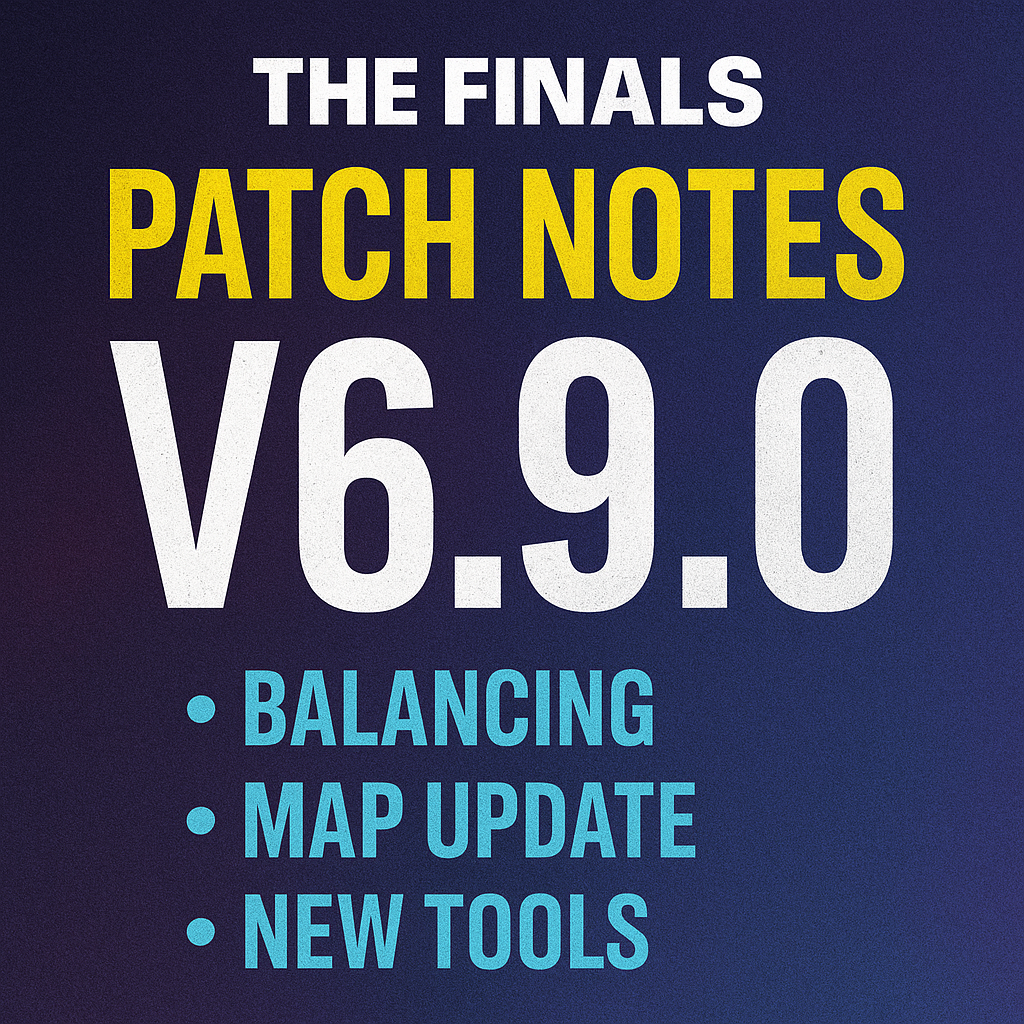 THE FINALS
PATCH NOTES
V6.9.0
• BALANCING
• MAP UPDATE
• NEW TOOLS